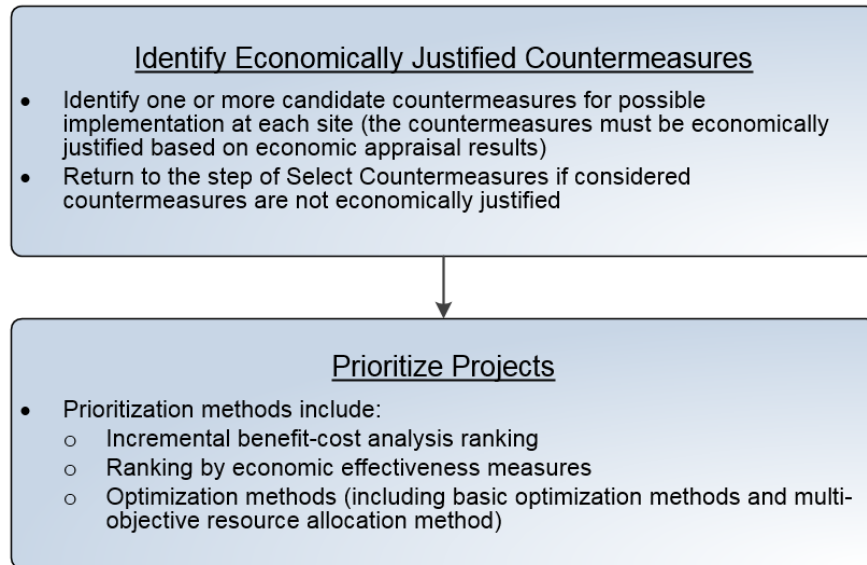 Identify Economically Justified Countermeasures
• Identify one or more candidate countermeasures for possible
implementation at each site (the countermeasures must be economically
justified based on economic appraisal results)
• Return to the step of Select Countermeasures if considered
countermeasures are not economically justified
Prioritize Projects
• Prioritization methods include:
o Incremental benefit-cost analysis ranking
o Ranking by economic effectiveness measures
o Optimization methods (including basic optimization methods and multi-
objective resource allocation method)